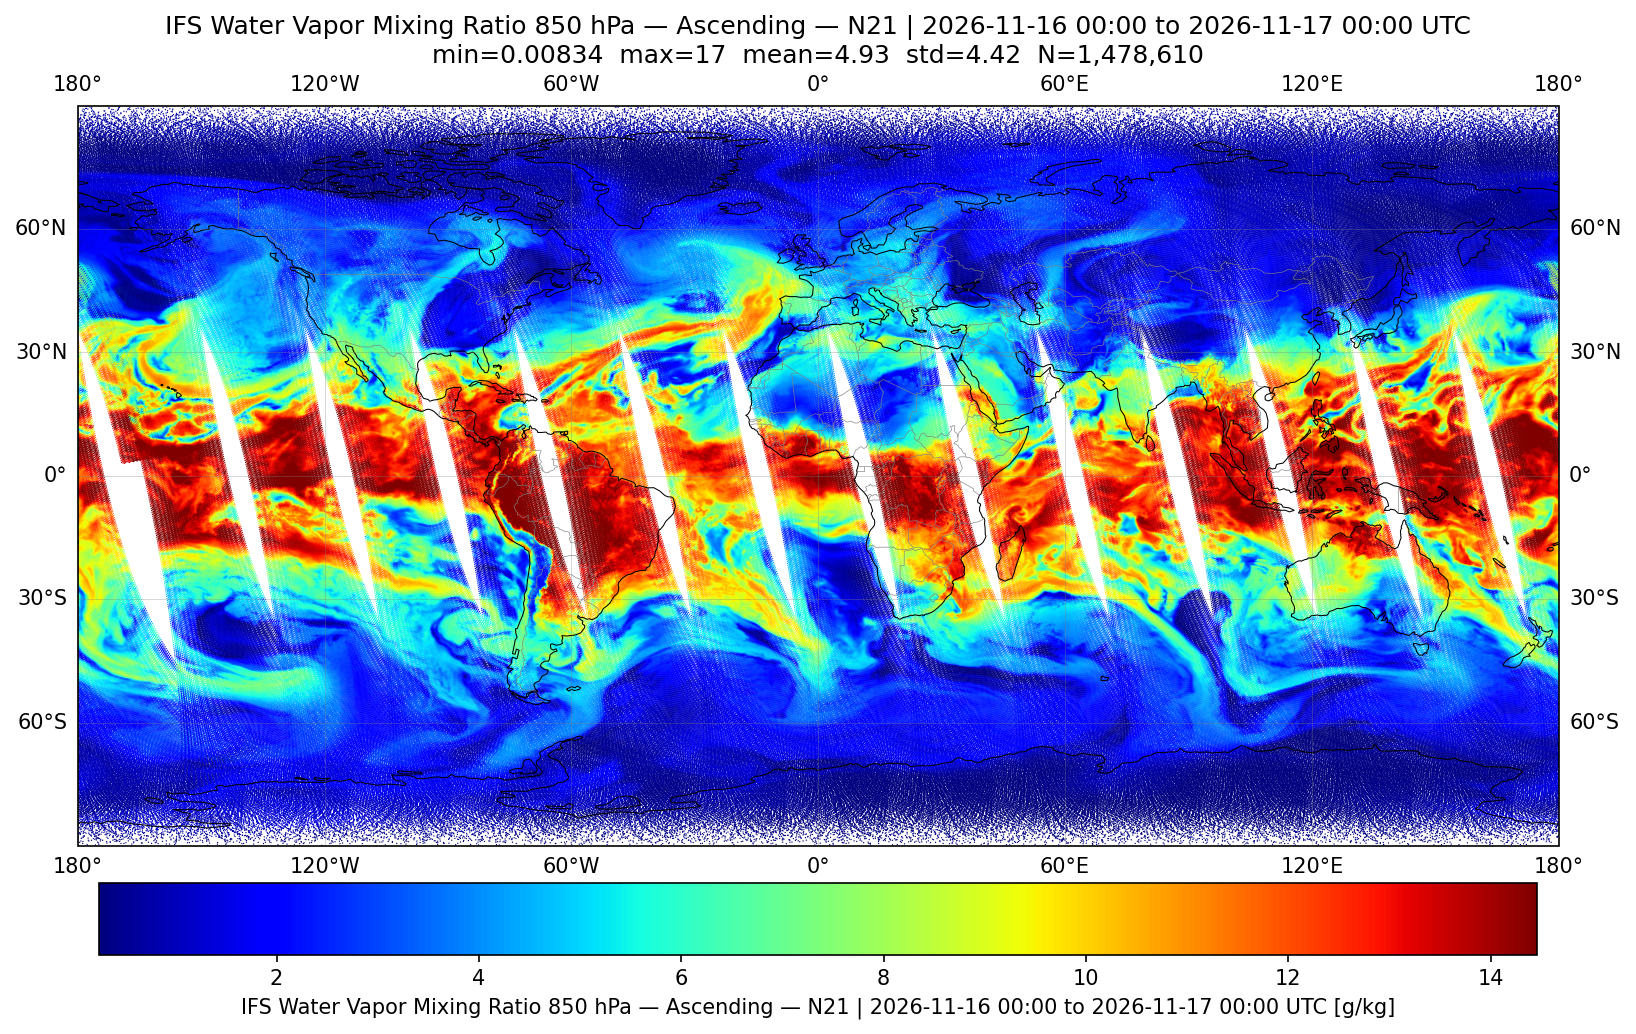 IFS Water Vapor Mixing Ratio 850 hPa — Ascending — N21 | 2026-11-16 00:00 to 2026-11-17 00:00 UTC
min=0.00834 max=17 mean=4.93 std=4.42 N=1,478,610
180° 120°W 60°W 0° 60°E 120°E 180°
60°N 60°N
30°N 30°N
0° 0°
30°S 30°S
60°S 60°S
180° 120°W 60°W 0° 60°E 120°E 180°
2 4 6 8 10 12 14
IFS Water Vapor Mixing Ratio 850 hPa — Ascending — N21 | 2026-11-16 00:00 to 2026-11-17 00:00 UTC [g/kg]